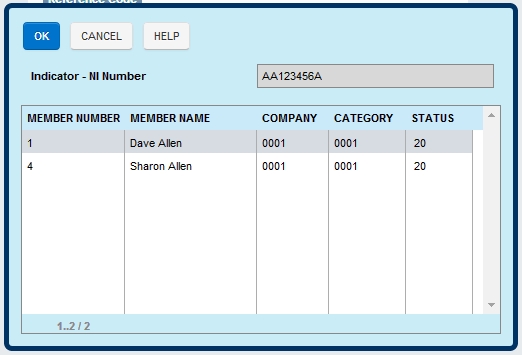 Reference Code
OK CANCEL HELP
Indicator - NI Number AA123456A
MEMBER NUMBER MEMBER NAME COMPANY CATEGORY STATUS
1 Dave Allen 0001 0001 20
4 Sharon Allen 0001 0001 20
1..2 / 2